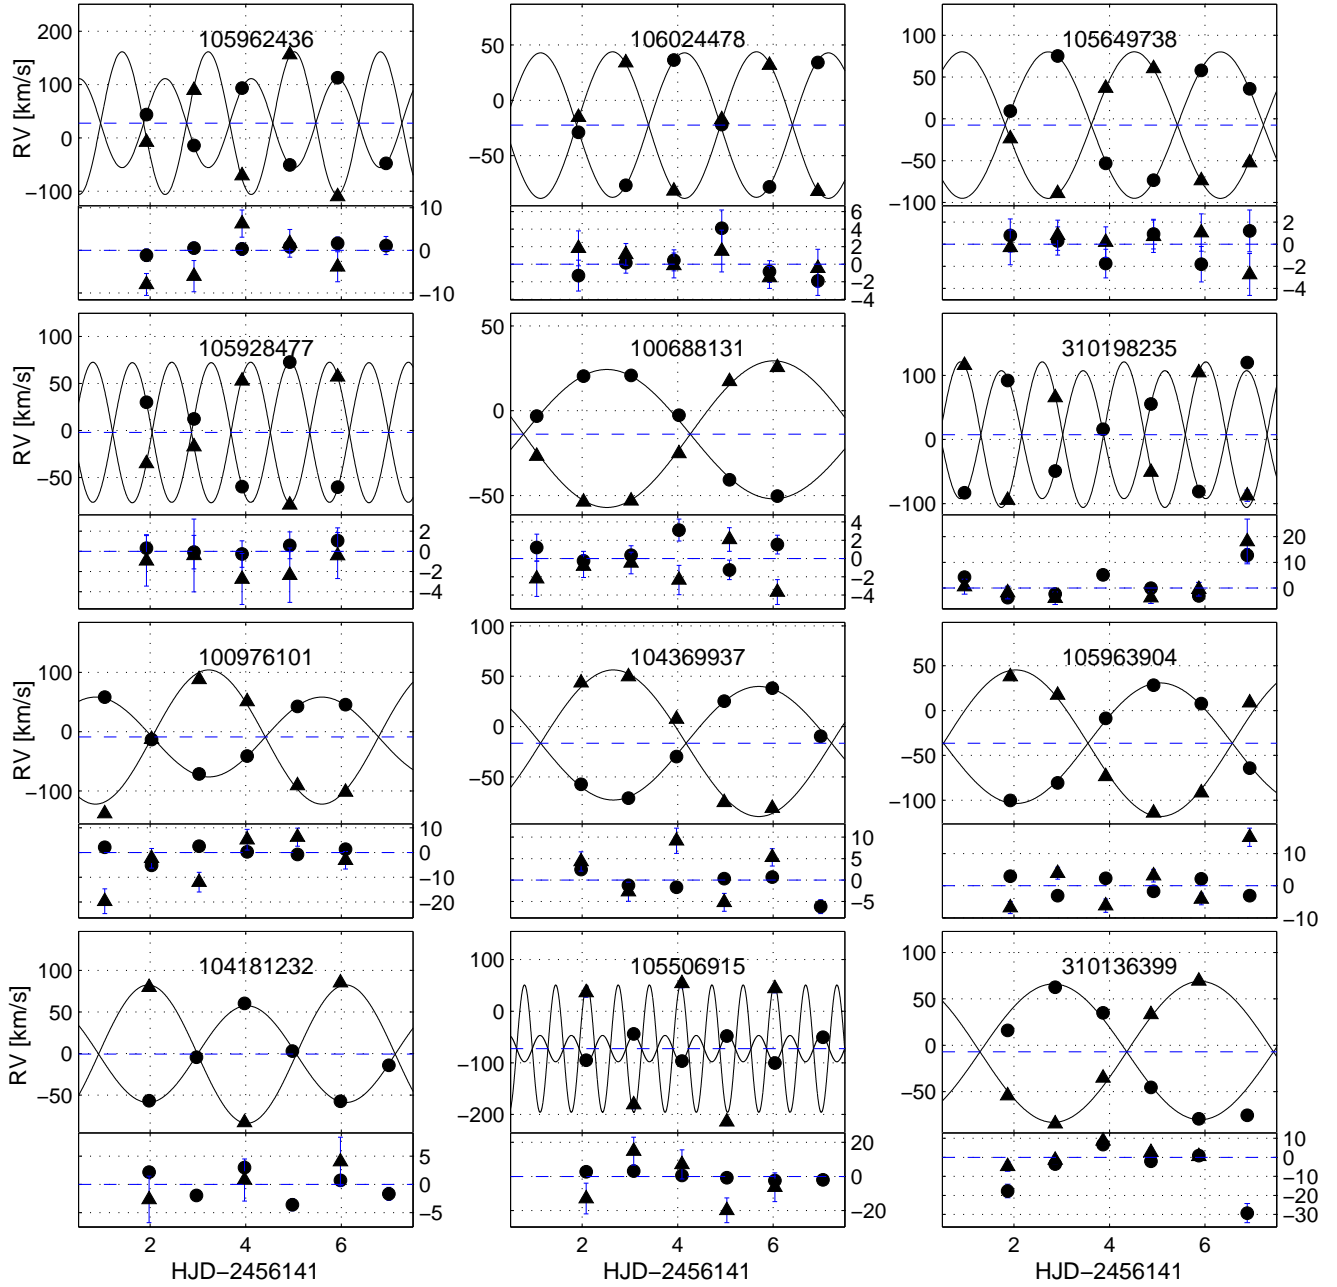 105962436 106024478 105649738
RV [km/s] 200 100 0 −100 50 0 −50 100 50 0 −50 −100
10 0 −10 6 4 2 0 −2 −4 2 0 −2 −4
105928477 100688131 310198235
RV [km/s] 100 50 0 −50 50 0 −50 100 0 −100
2 0 −2 −4 4 2 0 −2 −4 20 10 0
100976101 104369937 105963904
RV [km/s] 100 0 −100 100 50 0 −50 50 0 −50 −100
10 0 −10 −20 10 5 0 −5 10 0 −10
104181232 105506915 310136399
RV [km/s] 100 50 0 −50 100 0 −100 −200 100 50 0 −50
5 0 −5 20 0 −20 10 0 −10 −20 −30
2 4 6 2 4 6 2 4 6
HJD−2456141 HJD−2456141 HJD−2456141